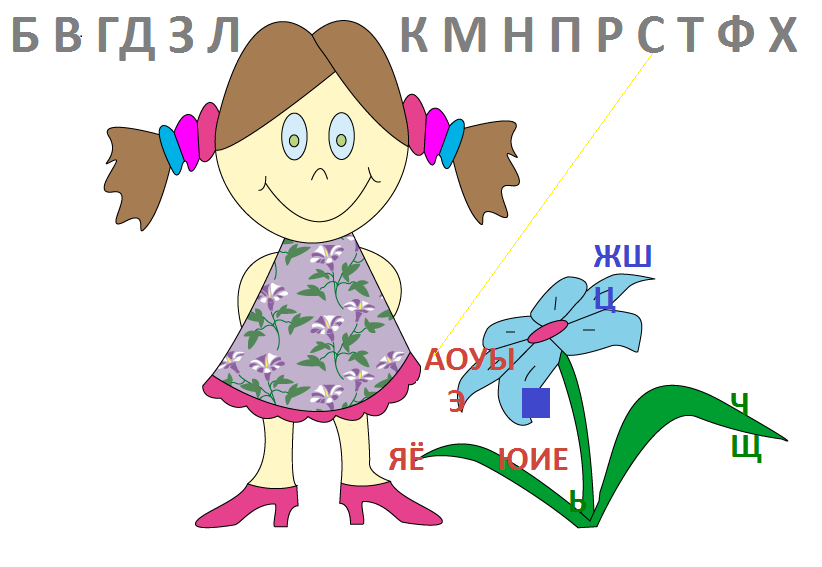 Б В Г Д З Л К М Н П Р С Т Ф Х
ЖШ
Ц
АОУЫ
Э
Ч
Щ
ЯЁ ЮИЕ
Ь